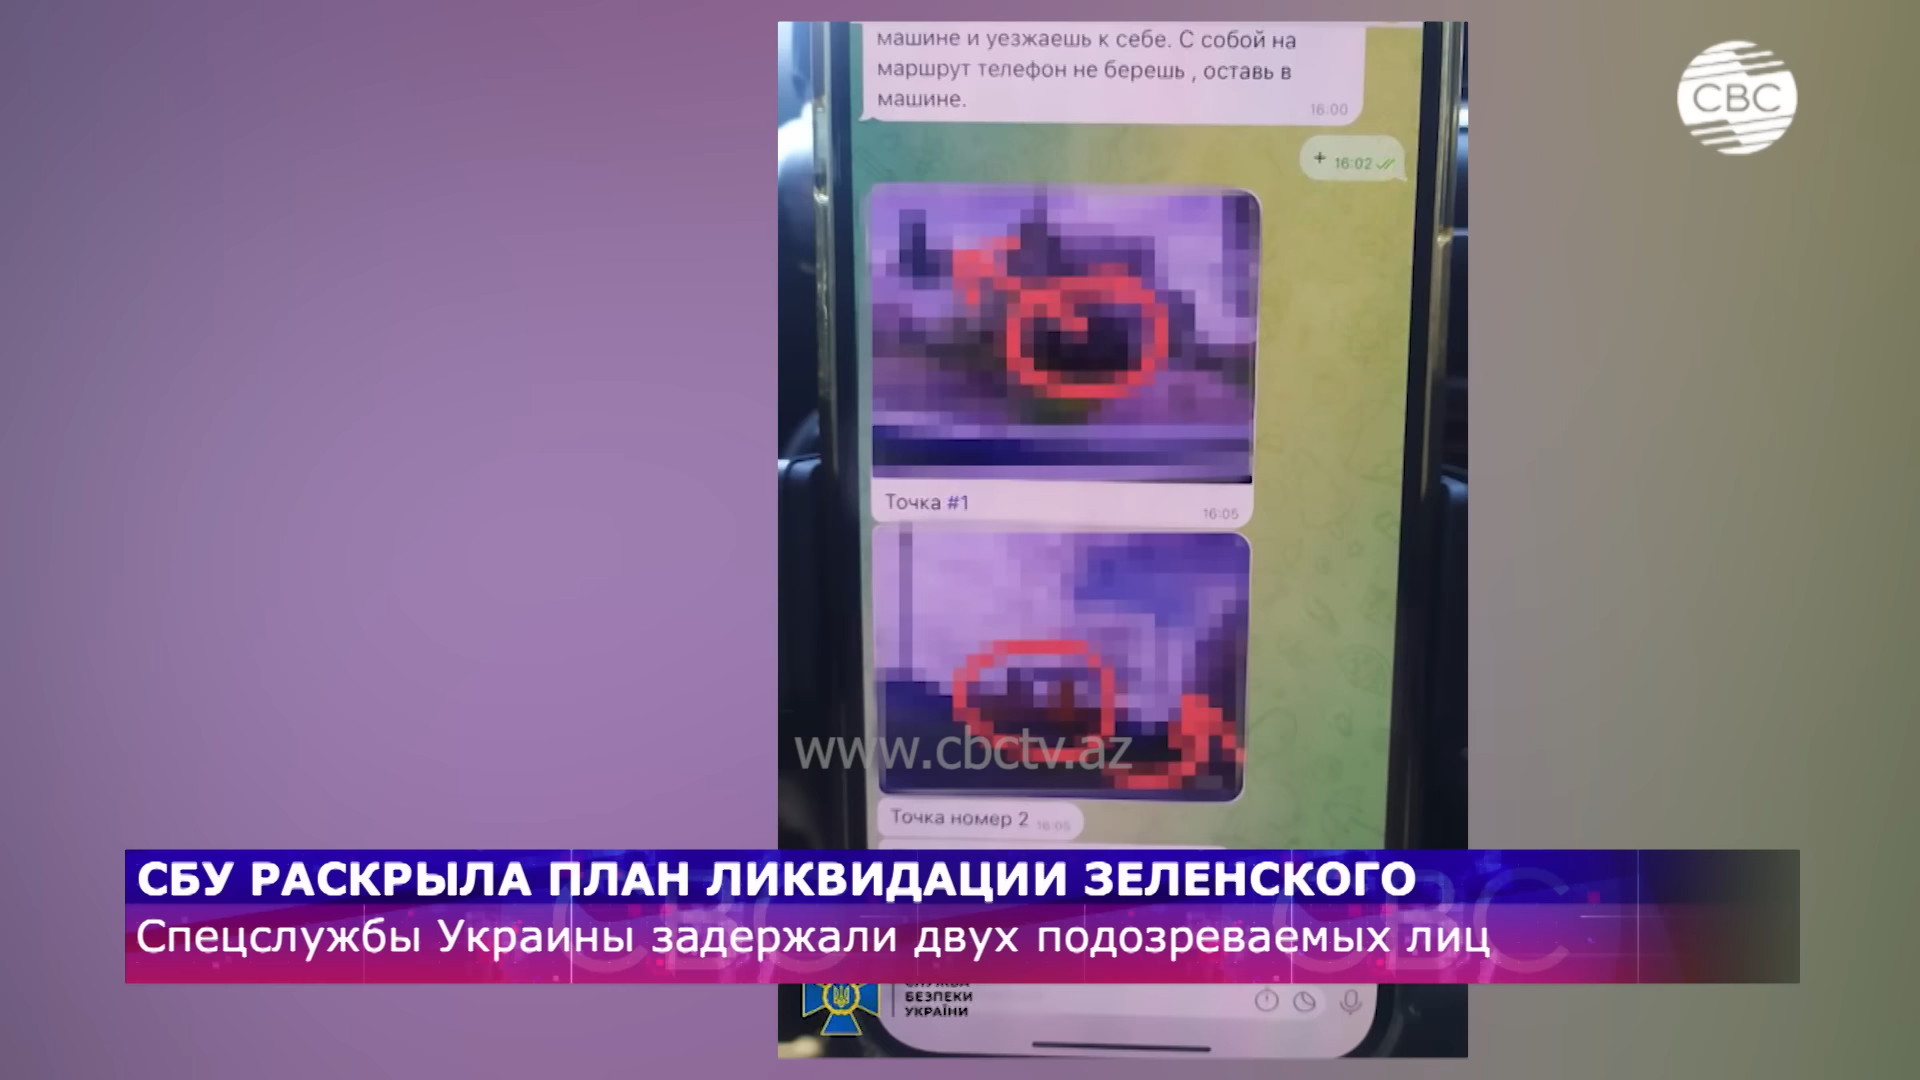 машине и уезжаешь к себе. С собой на
маршрут телефон не берешь , оставь в
машине.
16:00
+ 16:02
CBC
Точка #1
16:05
www.cbctv.az
Точка номер 2 16:05
СБУ РАСКРЫЛА ПЛАН ЛИКВИДАЦИИ ЗЕЛЕНСКОГО
Спецслужбы Украины задержали двух подозреваемых лиц
СЛУЖБА
БЕЗПЕКИ
УКРАЇНИ